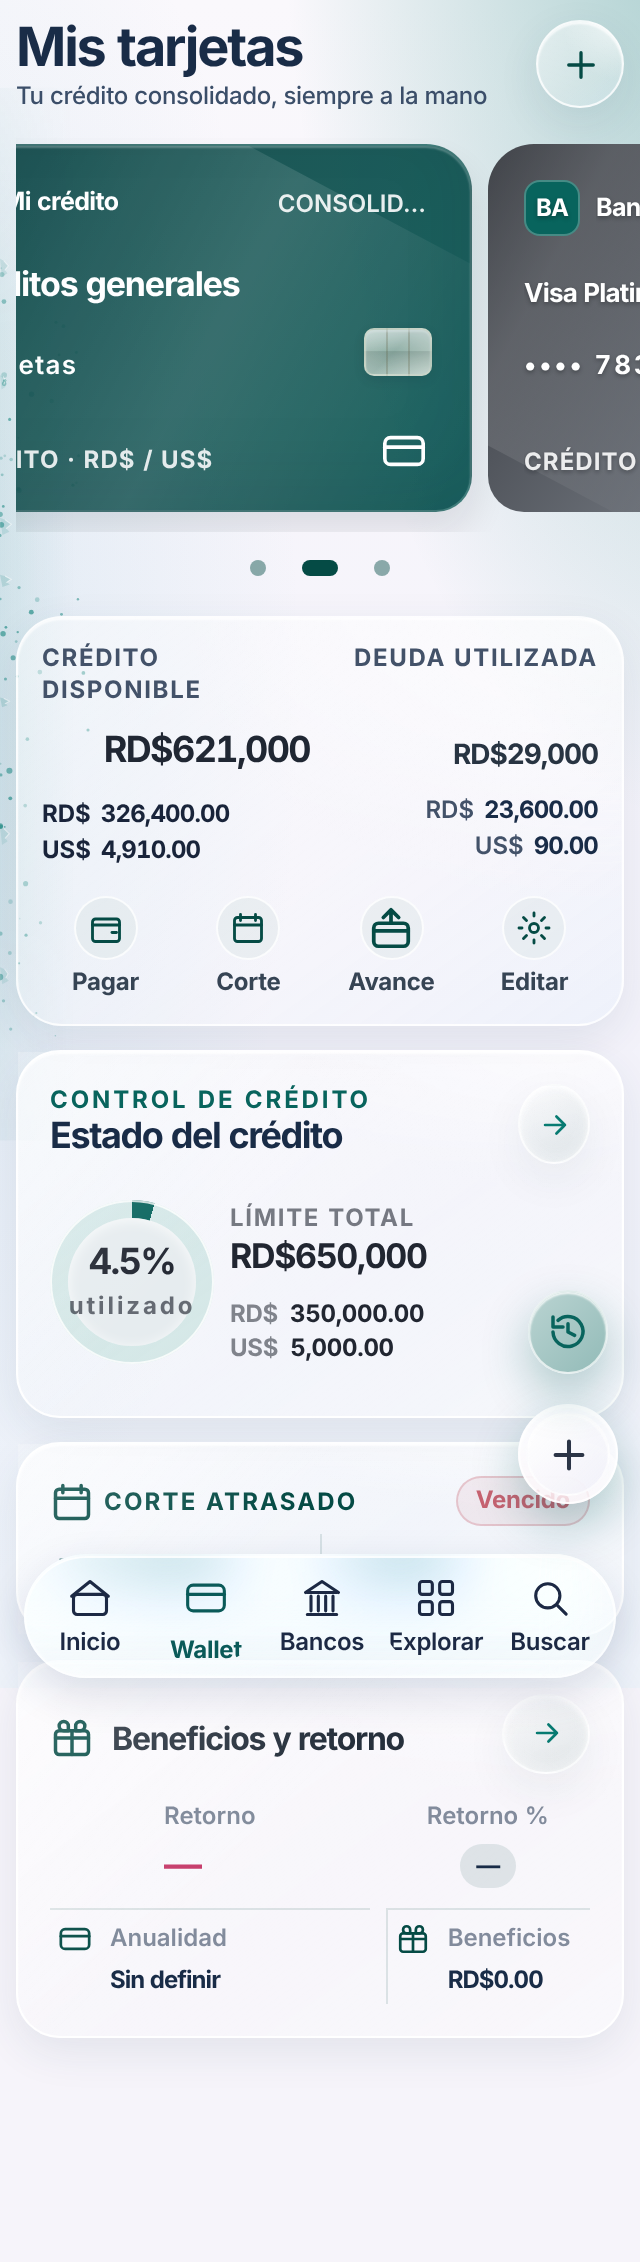 Mis tarjetas
Tu crédito consolidado, siempre a la mano
Mi crédito
CONSOLID...
ditos generales
etas
ITO · RD$ / US$
BA Ban
Visa Platin
•••• 783
CRÉDITO
CRÉDITO DEUDA UTILIZADA
DISPONIBLE
RD$621,000 RD$29,000
RD$ 326,400.00 RD$ 23,600.00
US$ 4,910.00 US$ 90.00
Pagar Corte Avance Editar
CONTROL DE CRÉDITO
Estado del crédito
4.5%
utilizado
LÍMITE TOTAL
RD$650,000
RD$ 350,000.00
US$ 5,000.00
CORTE ATRASADO Vencido
Inicio Wallet Bancos Explorar Buscar
Beneficios y retorno
Retorno Retorno %
— —
Anualidad Beneficios
Sin definir RD$0.00